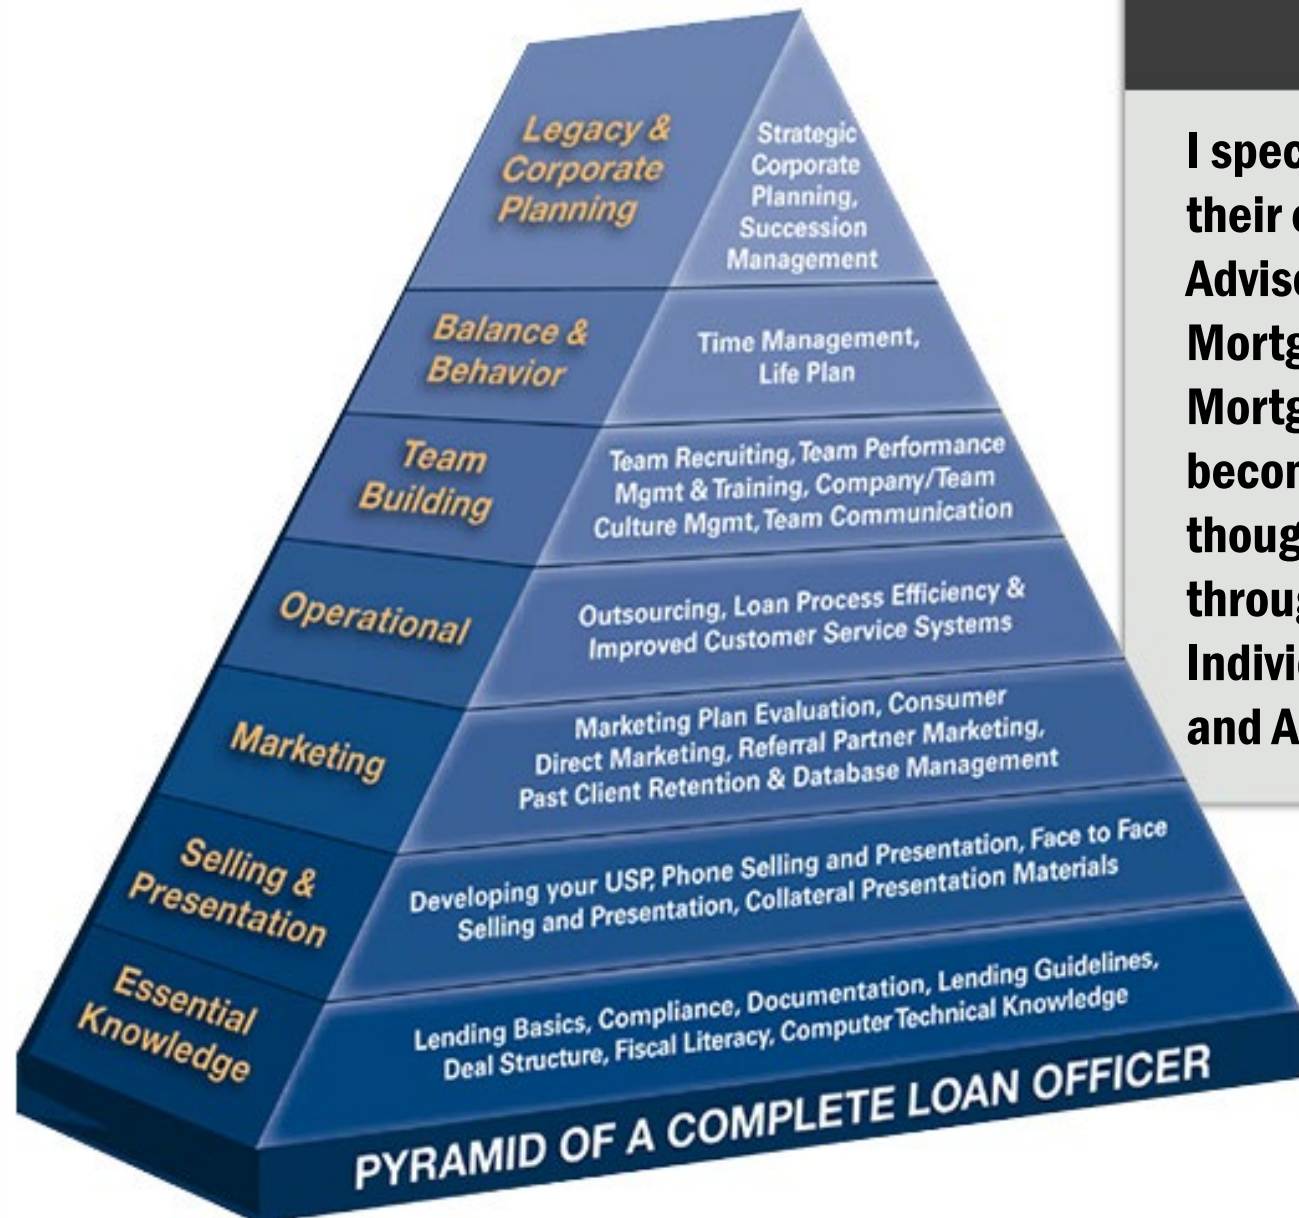 Legacy &
Corporate
Planning
Strategic
Corporate
Planning,
Succession
Management
Balance &
Behavior
Time Management,
Life Plan
Team
Building
Team Recruiting, Team Performance
Mgmt & Training, Company/Team
Culture Mgmt, Team Communication
Operational
Outsourcing, Loan Process Efficiency &
Improved Customer Service Systems
Marketing
Marketing Plan Evaluation, Consumer
Direct Marketing, Referral Partner Marketing,
Past Client Retention & Database Management
Selling &
Presentation
Developing your USP, Phone Selling and Presentation, Face to Face
Selling and Presentation, Collateral Presentation Materials
Essential
Knowledge
Lending Basics, Compliance, Documentation, Lending Guidelines,
Deal Structure, Fiscal Literacy, Computer Technical Knowledge
PYRAMID OF A COMPLETE LOAN OFFICER
I spec
their
Advis
Mortg
Mortg
becom
thoug
throug
Indivi
and A